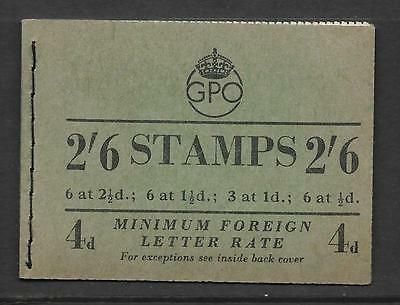 GPO
2'6 STAMPS 2'6
6 at 2½d.; 6 at 1½d.; 3 at 1d.; 6 at ½d.
4d MINIMUM FOREIGN 4d
LETTER RATE
For exceptions see inside back cover